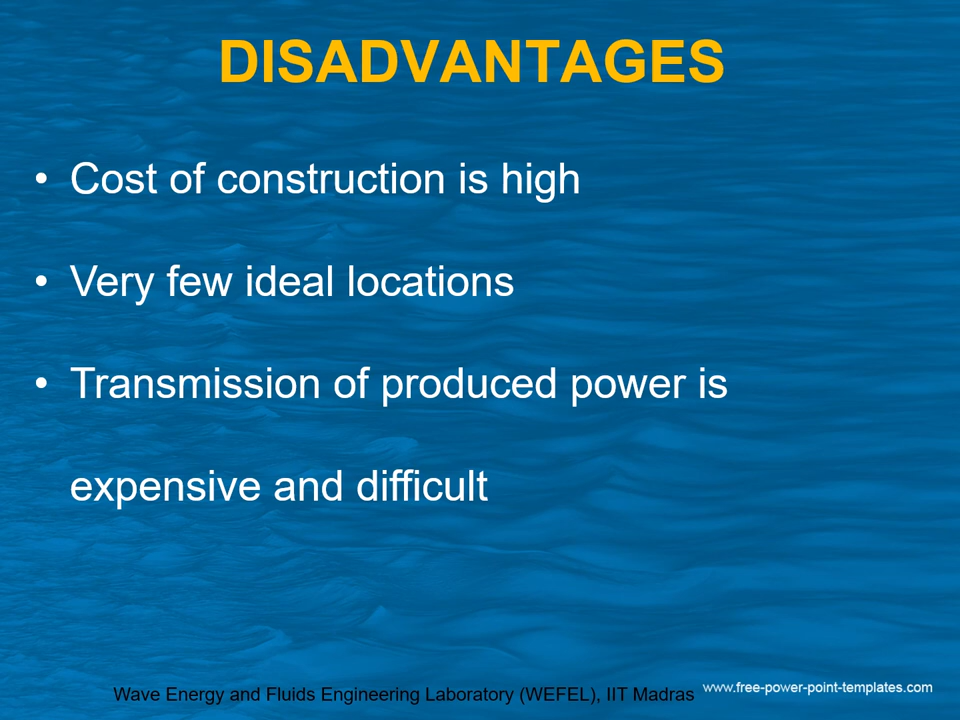 DISADVANTAGES
• Cost of construction is high
• Very few ideal locations
• Transmission of produced power is
expensive and difficult
Wave Energy and Fluids Engineering Laboratory (WEFEL), IIT Madras
www.free-power-point-templates.com